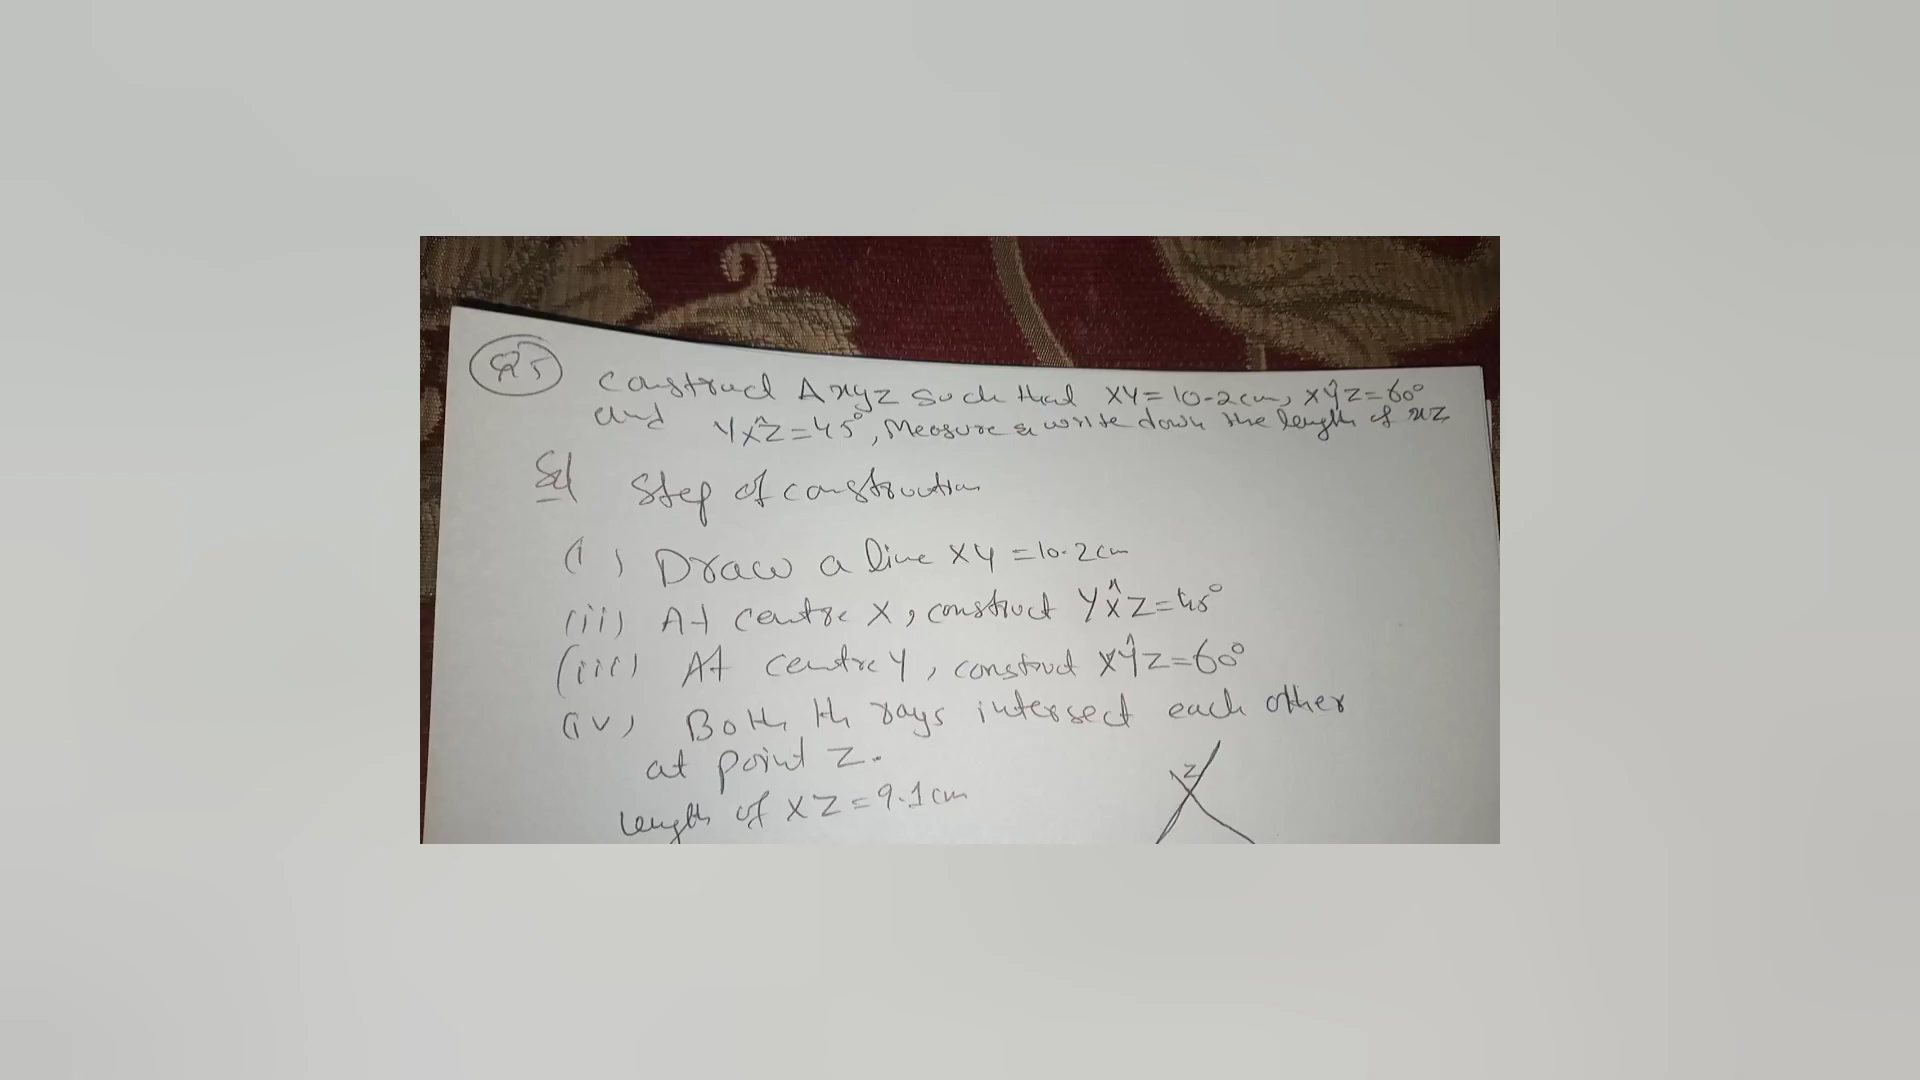 Q5
Construct Δxyz such that XY = 10.2cm, XŶZ = 60°
and YX̂Z = 45°, Measure & write down the length of xz
Sol Step of construction
(i) Draw a line XY = 10.2cm
(ii) At centre X, construct YX̂Z = 45°
(iii) At centre Y, construct XŶZ = 60°
(iv) Both th rays intersect each other
at point Z.
length of XZ = 9.1cm
Z